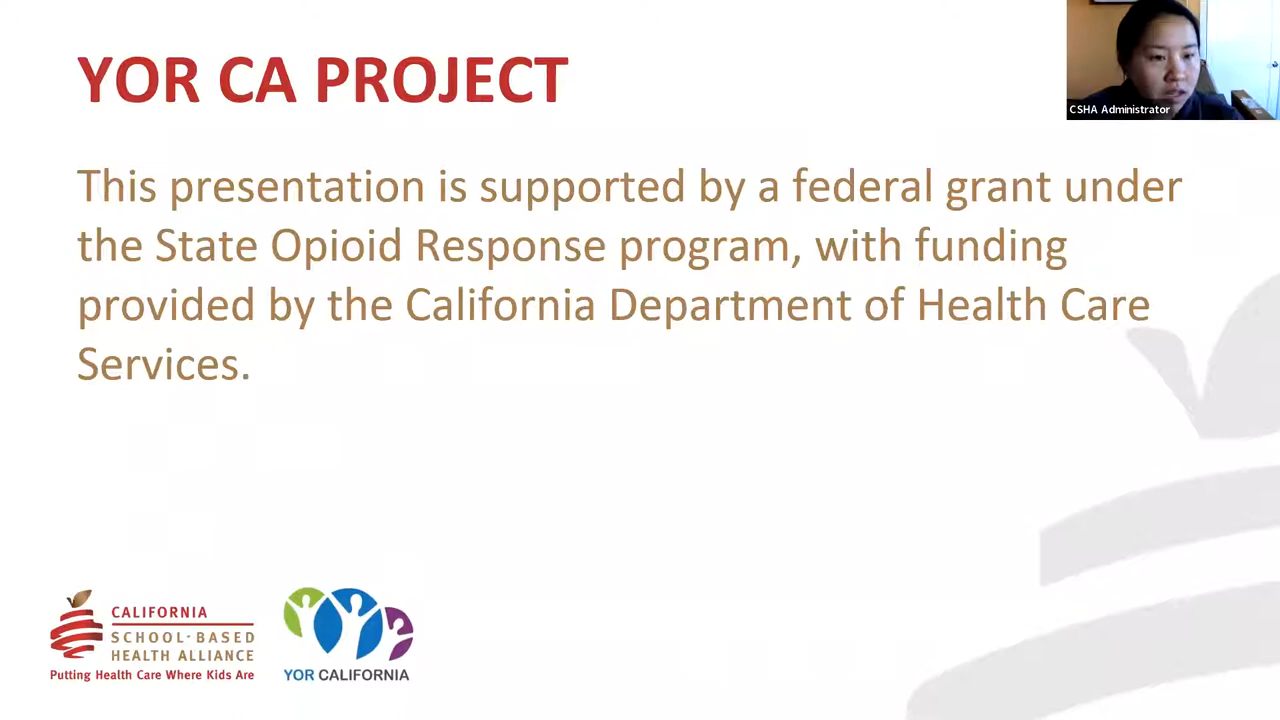 YOR CA PROJECT
CSHA Administrator
This presentation is supported by a federal grant under
the State Opioid Response program, with funding
provided by the California Department of Health Care
Services.
CALIFORNIA
SCHOOL-BASED
HEALTH ALLIANCE
Putting Health Care Where Kids Are
YOR CALIFORNIA